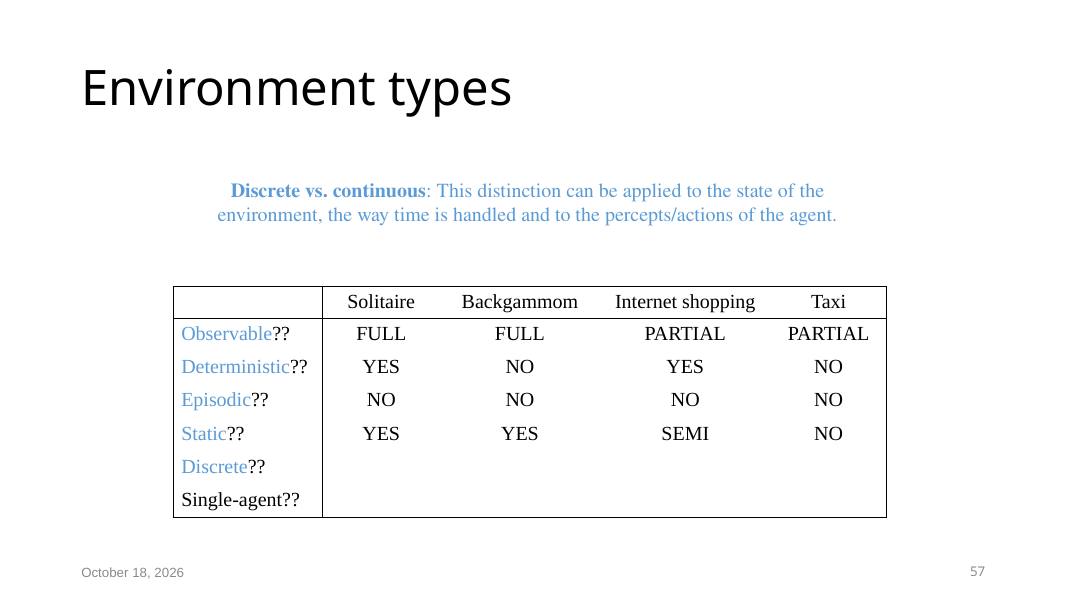 Environment types
Discrete vs. continuous: This distinction can be applied to the state of the
environment, the way time is handled and to the percepts/actions of the agent.
Solitaire Backgammom Internet shopping Taxi
Observable?? FULL FULL PARTIAL PARTIAL
Deterministic?? YES NO YES NO
Episodic?? NO NO NO NO
Static?? YES YES SEMI NO
Discrete??
Single-agent??
October 18, 2026 57